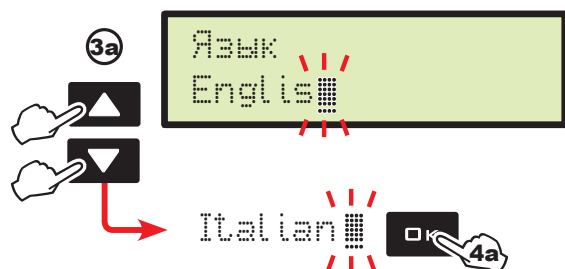 3a
Язык
Englis
Italian
OK
4a